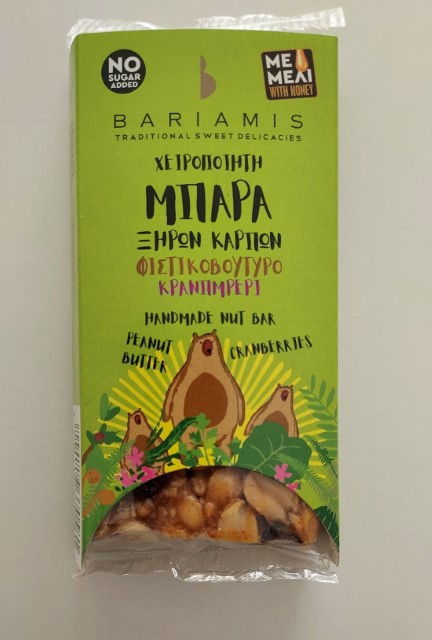 NO
SUGAR
ADDED
ΜΕ
ΜΕΛΙ
WITH HONEY
BARIAMIS
TRADITIONAL SWEET DELICACIES
ΧΕΙΡΟΠΟΙΗΤΗ
ΜΠΑΡΑ
ΞΗΡΩΝ ΚΑΡΠΩΝ
ΦΙΣΤΙΚΟΒΟΥΤΥΡΟ
ΚΡΑΝΜΠΕΡΙ
HANDMADE NUT BAR
PEANUT
BUTTER
CRANBERRIES